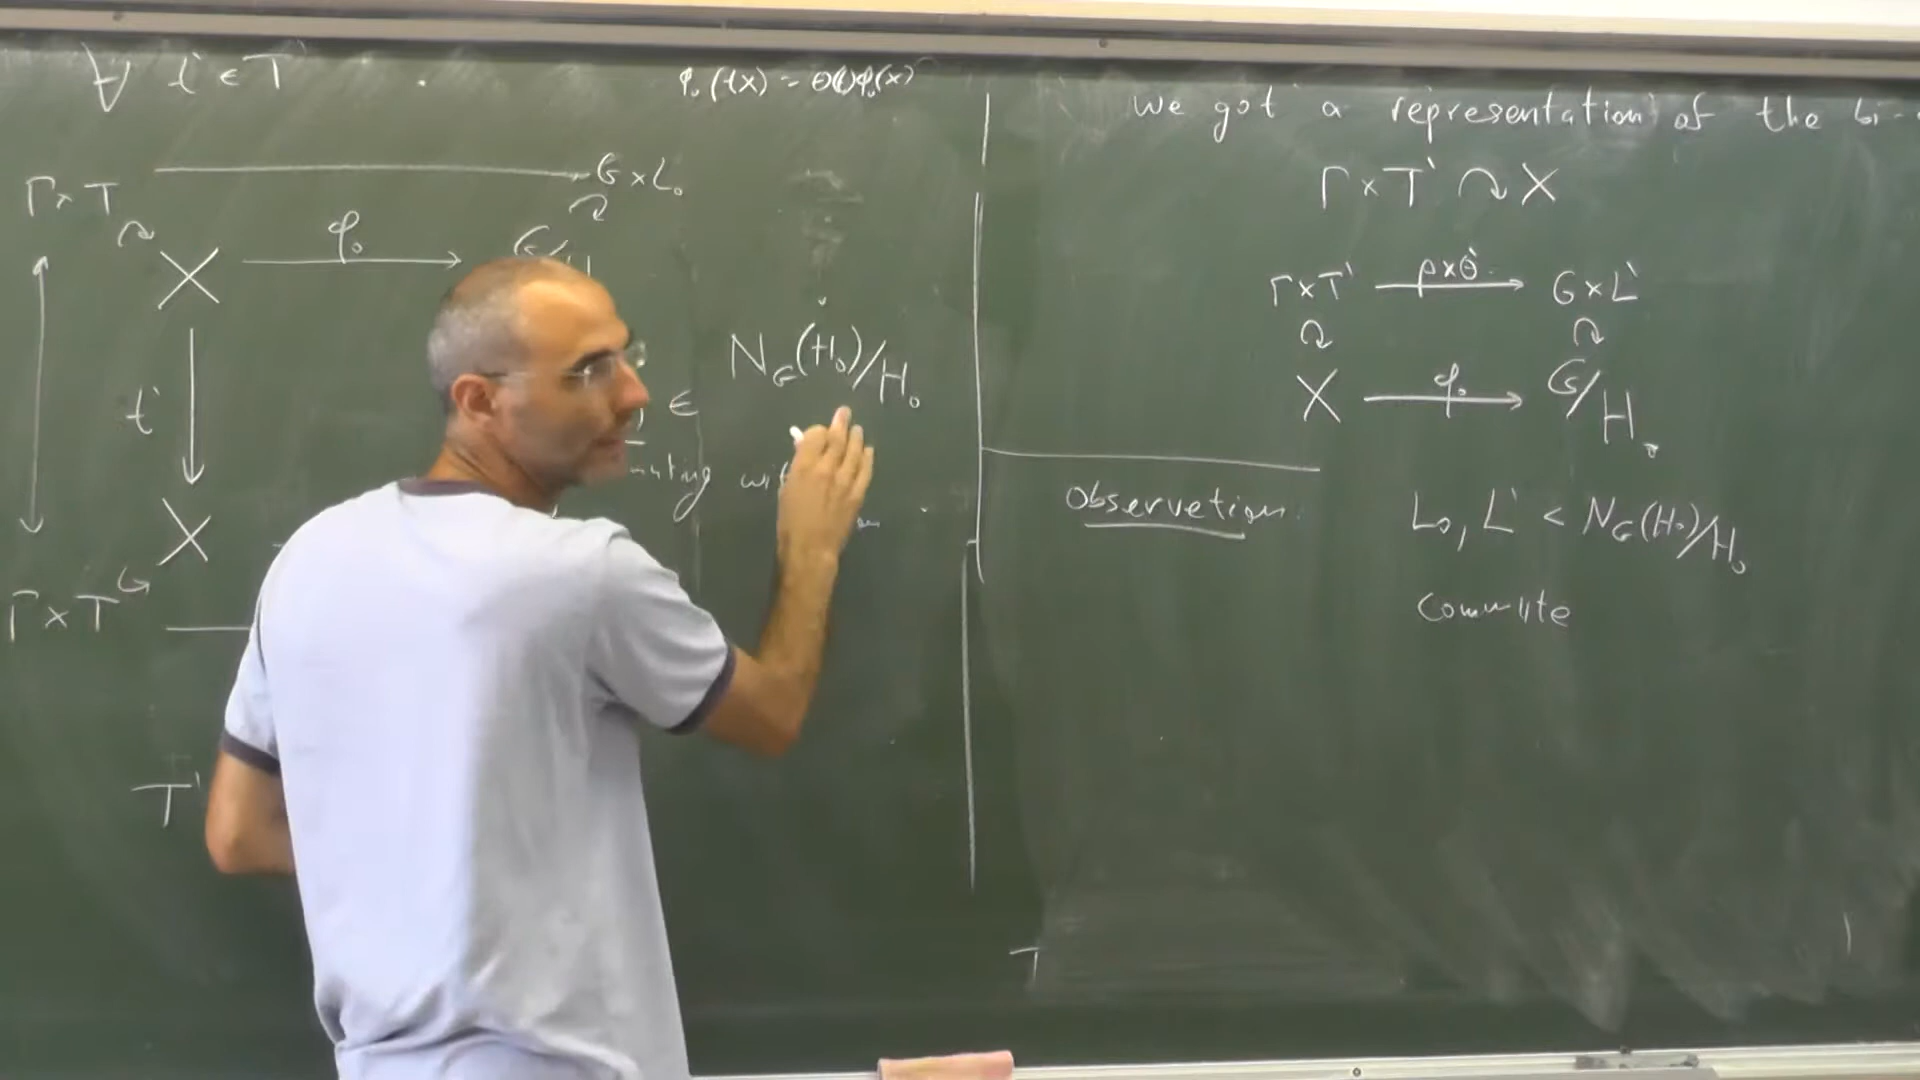 ∀ t' ∈ T'
φ₀(tx) = θ(t)φ₀(x)
Γ × T → G × L₀
X φ₀ → G/H
t'
∈ N_G(H₀)/H₀
X
Γ × T
T'
We got a representation of the bi-
Γ × T' ↷ X
Γ × T' ρ×θ' → G × L'
X φ₀ → G/H₀
Observetion
L₀, L' < N_G(H₀)/H₀
Commute
T